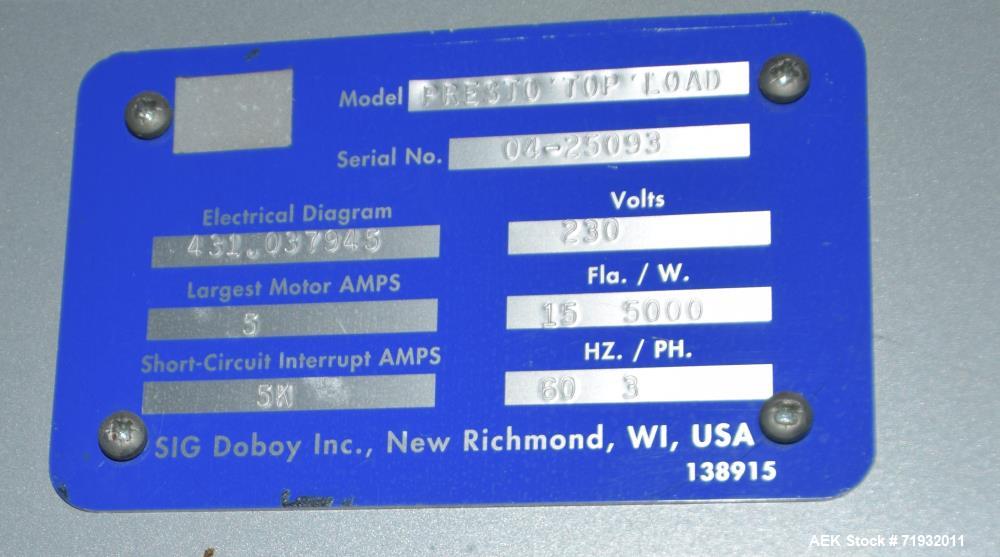 Model PRESTO TOP LOAD
Serial No. 04-25093
Electrical Diagram
431.037945
Largest Motor AMPS
5
Short-Circuit Interrupt AMPS
5K
Volts
230
Fla. / W.
15 5000
HZ. / PH.
60 3
SIG Doboy Inc., New Richmond, WI, USA
138915
AEK Stock # 71932011